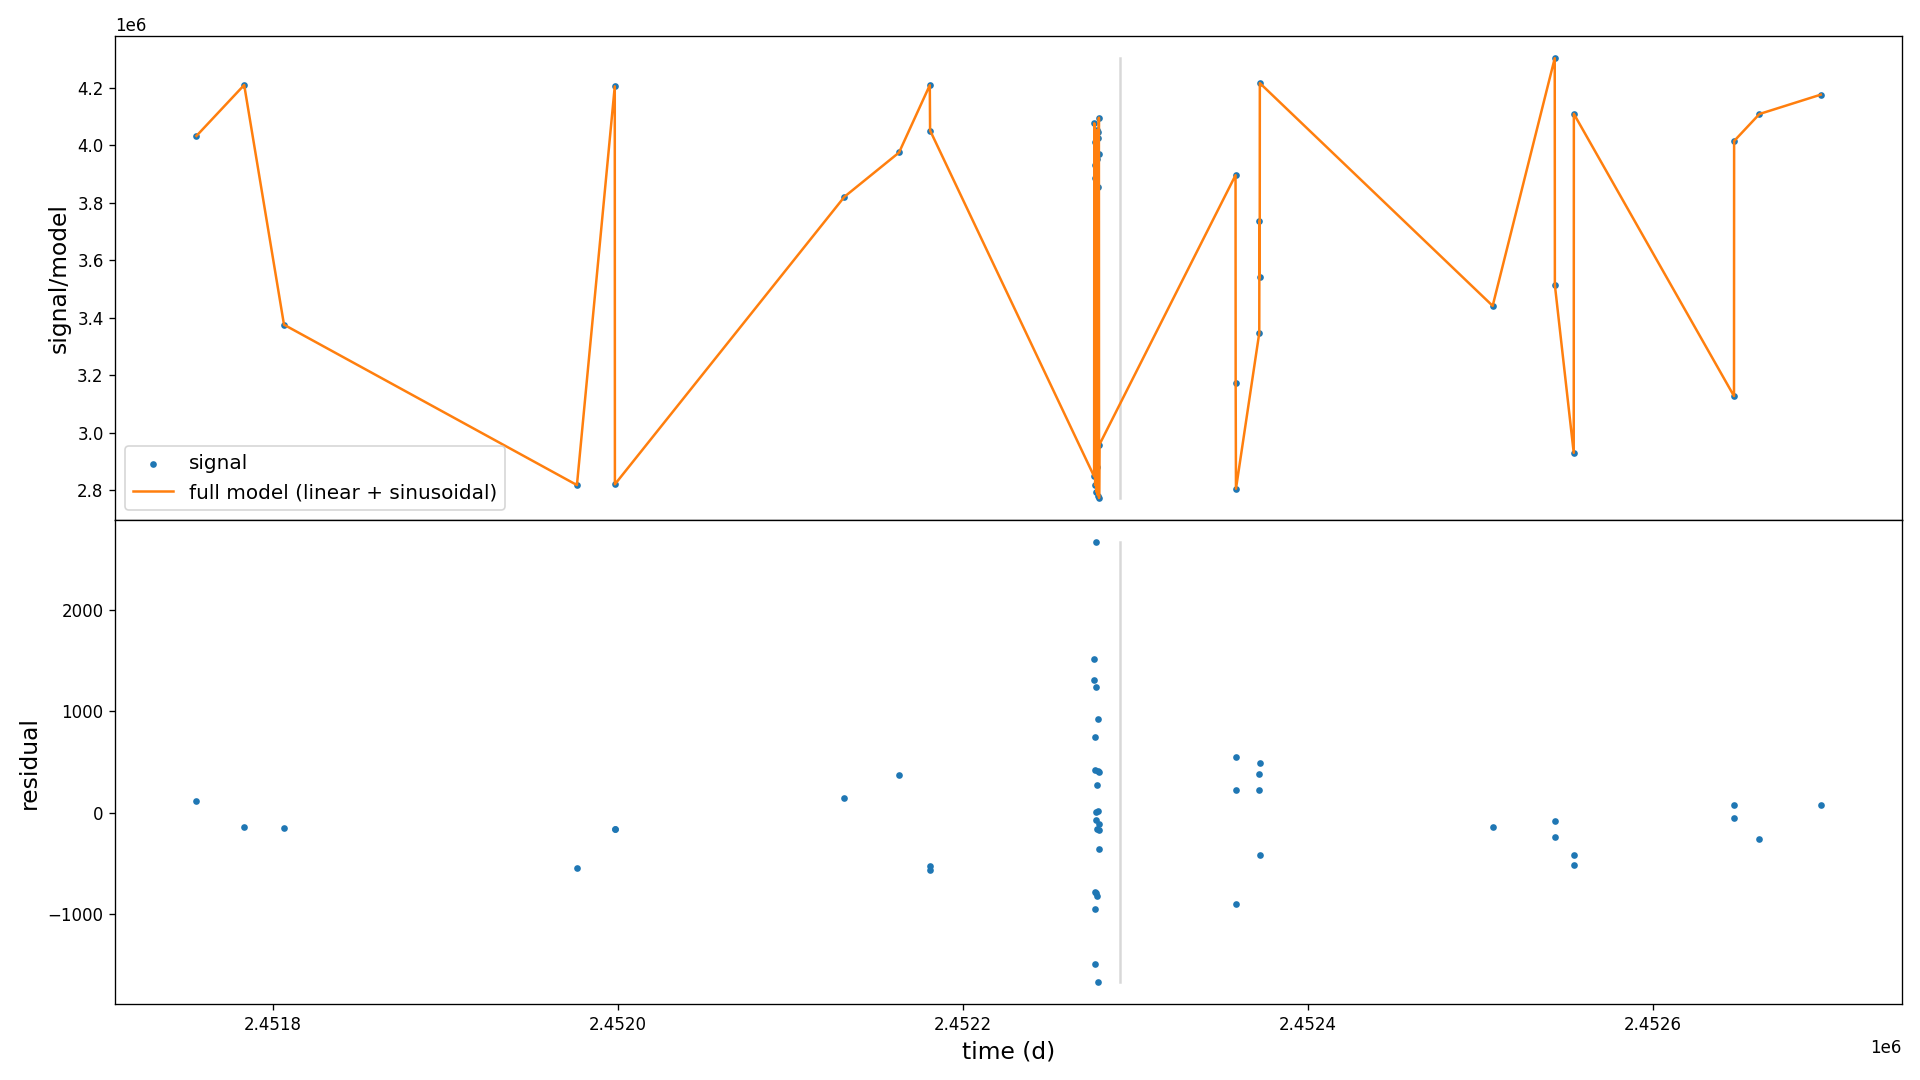 1e6
signal/model
4.2
4.0
3.8
3.6
3.4
3.2
3.0
2.8
signal
full model (linear + sinusoidal)
residual
2000
1000
0
−1000
2.4518
2.4520
2.4522
2.4524
2.4526
time (d)
1e6